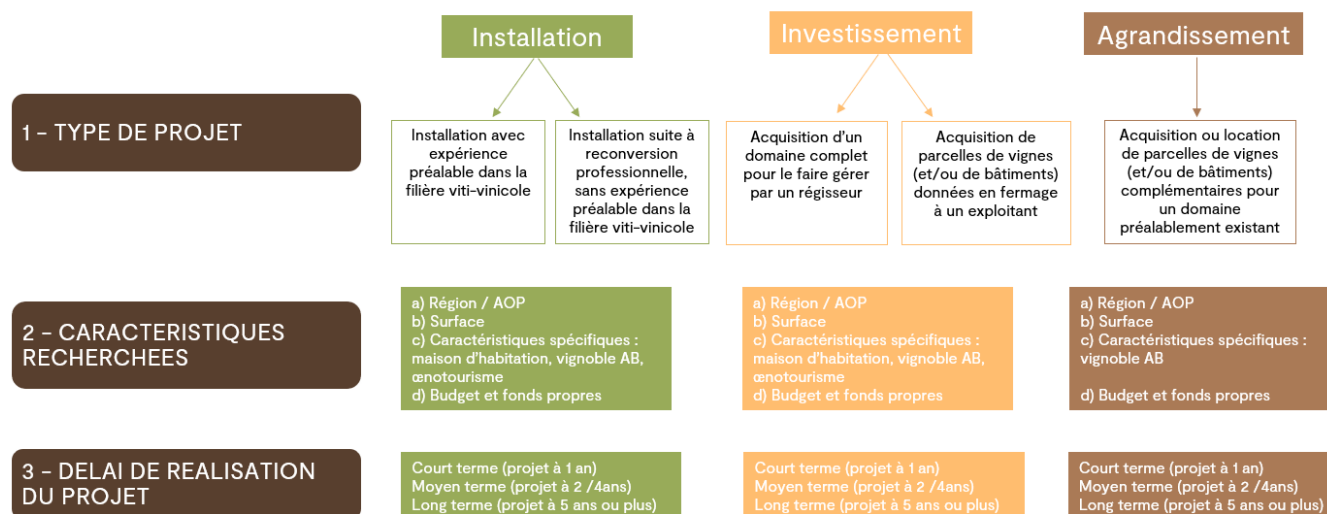 Installation
Investissement
Agrandissement
1 - TYPE DE PROJET
Installation avec
expérience
préalable dans la
filière viti-vinicole
Installation suite à
reconversion
professionnelle,
sans expérience
préalable dans la
filière viti-vinicole
Acquisition d'un
domaine complet
pour le faire gérer
par un régisseur
Acquisition de
parcelles de vignes
(et/ou de bâtiments)
données en fermage
à un exploitant
Acquisition ou location
de parcelles de vignes
(et/ou de bâtiments)
complémentaires pour
un domaine
préalablement existant
2 - CARACTERISTIQUES
RECHERCHEES
a) Région / AOP
b) Surface
c) Caractéristiques spécifiques :
maison d'habitation, vignoble AB,
œnotourisme
d) Budget et fonds propres
a) Région / AOP
b) Surface
c) Caractéristiques spécifiques :
maison d'habitation, vignoble AB,
œnotourisme
d) Budget et fonds propres
a) Région / AOP
b) Surface
c) Caractéristiques spécifiques :
vignoble AB
d) Budget et fonds propres
3 - DELAI DE REALISATION
DU PROJET
Court terme (projet à 1 an)
Moyen terme (projet à 2 /4ans)
Long terme (projet à 5 ans ou plus)
Court terme (projet à 1 an)
Moyen terme (projet à 2 /4ans)
Long terme (projet à 5 ans ou plus)
Court terme (projet à 1 an)
Moyen terme (projet à 2 /4ans)
Long terme (projet à 5 ans ou plus)